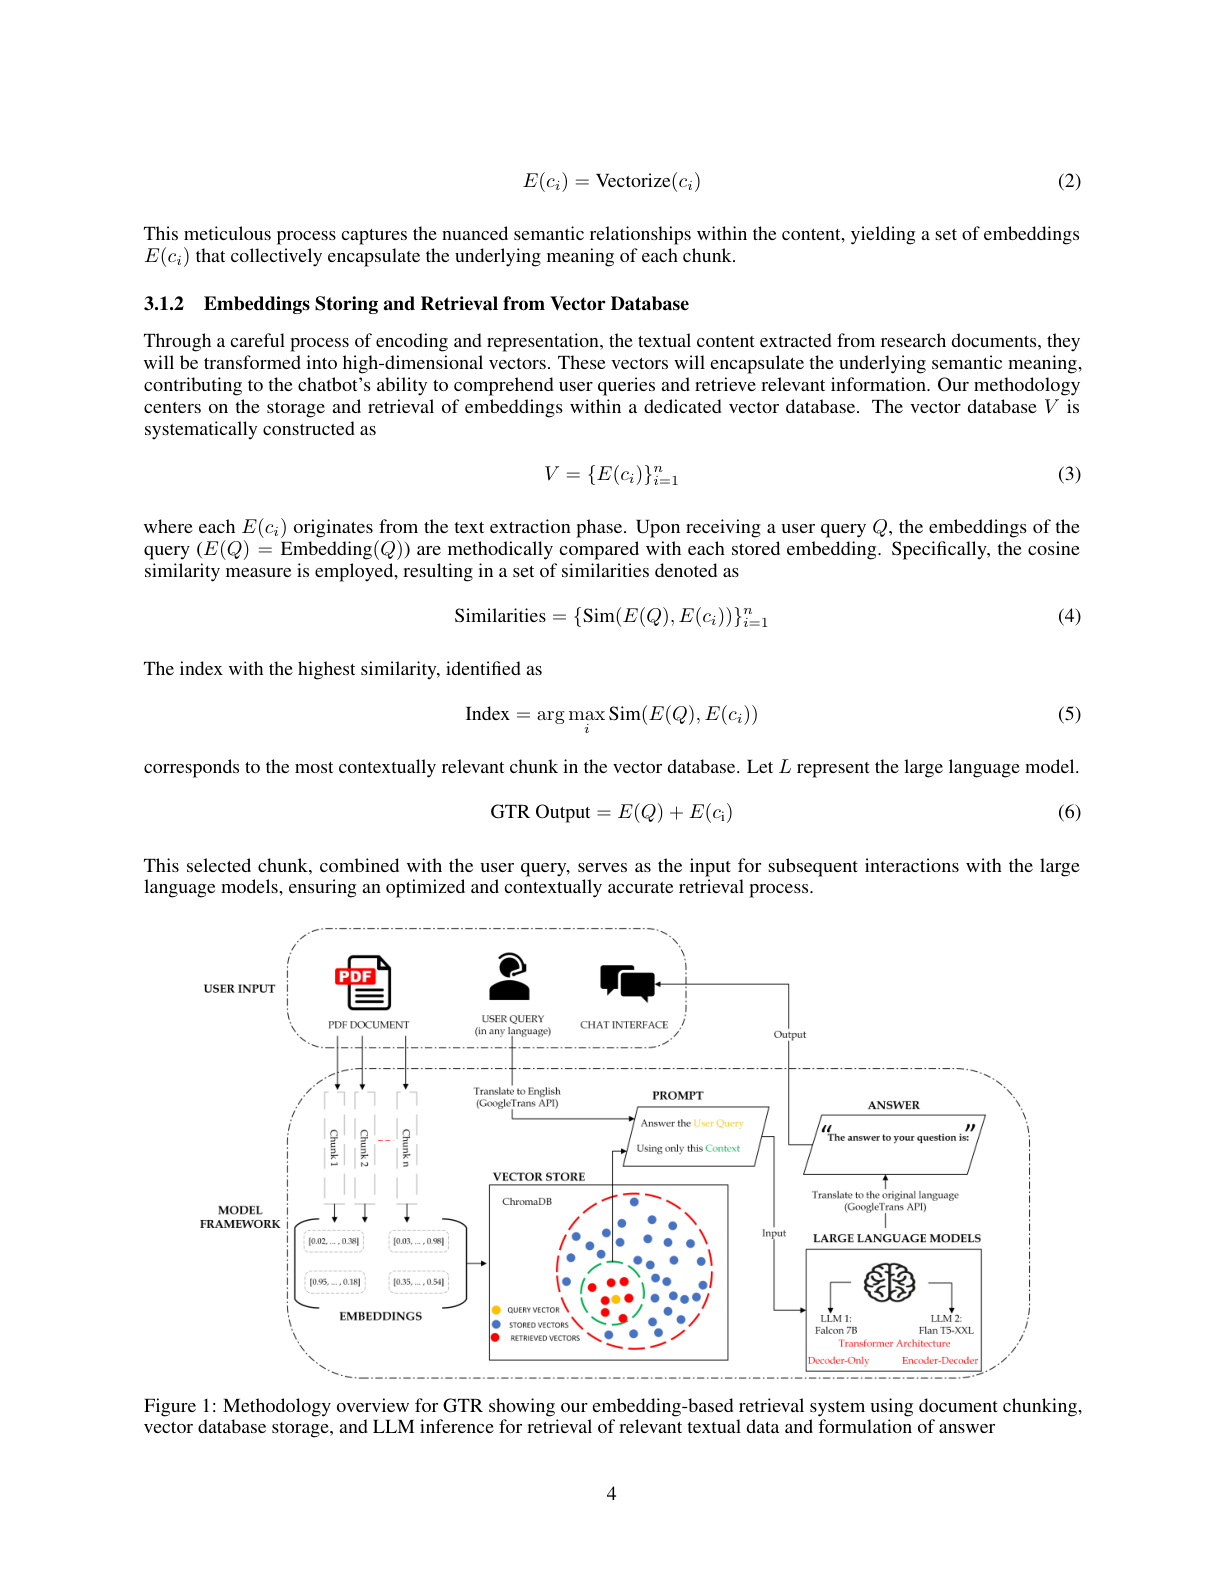 E(c_i) = Vectorize(c_i) (2)
This meticulous process captures the nuanced semantic relationships within the content, yielding a set of embeddings
E(c_i) that collectively encapsulate the underlying meaning of each chunk.
3.1.2 Embeddings Storing and Retrieval from Vector Database
Through a careful process of encoding and representation, the textual content extracted from research documents, they
will be transformed into high-dimensional vectors. These vectors will encapsulate the underlying semantic meaning,
contributing to the chatbot's ability to comprehend user queries and retrieve relevant information. Our methodology
centers on the storage and retrieval of embeddings within a dedicated vector database. The vector database V is
systematically constructed as
V = {E(c_i)}_{i=1}^n (3)
where each E(c_i) originates from the text extraction phase. Upon receiving a user query Q, the embeddings of the
query (E(Q) = Embedding(Q)) are methodically compared with each stored embedding. Specifically, the cosine
similarity measure is employed, resulting in a set of similarities denoted as
Similarities = {Sim(E(Q), E(c_i))}_{i=1}^n (4)
The index with the highest similarity, identified as
Index = arg max_i Sim(E(Q), E(c_i)) (5)
corresponds to the most contextually relevant chunk in the vector database. Let L represent the large language model.
GTR Output = E(Q) + E(c_i) (6)
This selected chunk, combined with the user query, serves as the input for subsequent interactions with the large
language models, ensuring an optimized and contextually accurate retrieval process.
USER INPUT
PDF
PDF DOCUMENT
USER QUERY
(in any language)
CHAT INTERFACE
Output
Translate to English
(GoogleTrans API)
PROMPT
Answer the User Query
Using only this Context
ANSWER
“The answer to your question is:”
Chunk 1
Chunk 2
Chunk n
VECTOR STORE
ChromaDB
Translate to the original language
(GoogleTrans API)
MODEL
FRAMEWORK
Input
LARGE LANGUAGE MODELS
[0.02, ... , 0.38]
[0.03, ... , 0.98]
[0.95, ... , 0.18]
[0.35, ... , 0.54]
EMBEDDINGS
QUERY VECTOR
STORED VECTORS
RETRIEVED VECTORS
LLM 1:
Falcon 7B
LLM 2:
Flan T5-XXL
Transformer Architecture
Decoder-Only
Encoder-Decoder
Figure 1: Methodology overview for GTR showing our embedding-based retrieval system using document chunking,
vector database storage, and LLM inference for retrieval of relevant textual data and formulation of answer
4